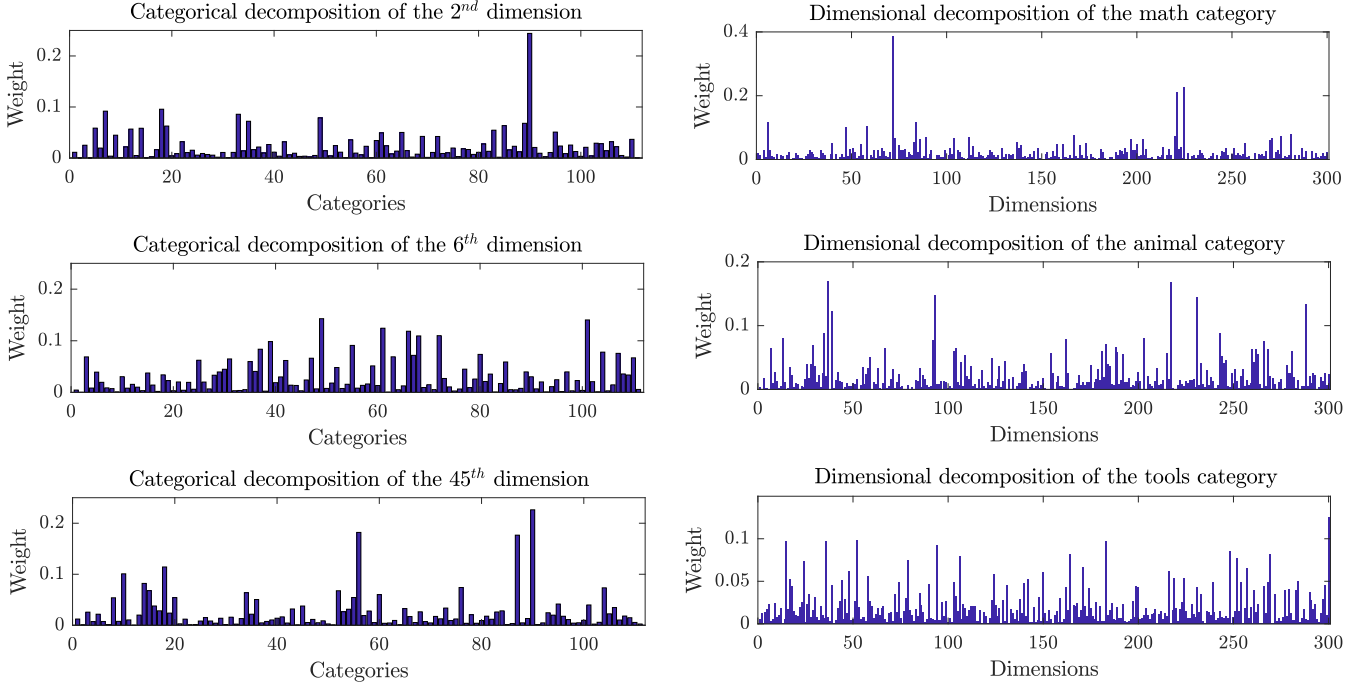 Categorical decomposition of the 2nd dimension
Weight
0.2
0.1
0
0 20 40 60 80 100
Categories
Categorical decomposition of the 6th dimension
Weight
0.2
0.1
0
0 20 40 60 80 100
Categories
Categorical decomposition of the 45th dimension
Weight
0.2
0.1
0
0 20 40 60 80 100
Categories
Dimensional decomposition of the math category
Weight
0.4
0.2
0
0 50 100 150 200 250 300
Dimensions
Dimensional decomposition of the animal category
Weight
0.2
0.1
0
0 50 100 150 200 250 300
Dimensions
Dimensional decomposition of the tools category
Weight
0.1
0.05
0
0 50 100 150 200 250 300
Dimensions